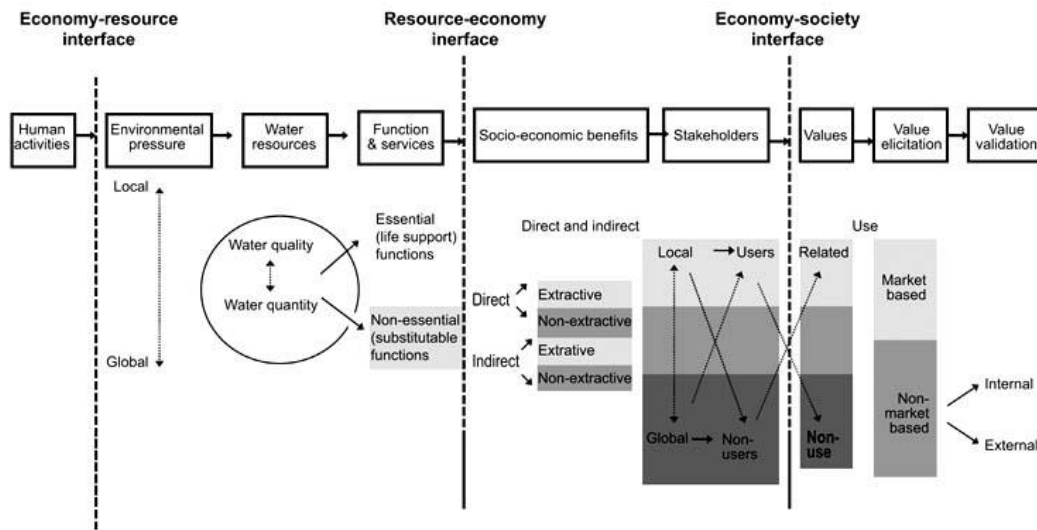 Economy-resource
interface
Resource-economy
inerface
Economy-society
interface
Human
activities
Environmental
pressure
Water
resources
Function
& services
Socio-economic benefits
Stakeholders
Values
Value
elicitation
Value
validation
Local
Global
Water quality
Water quantity
Essential
(life support)
functions
Non-essential
(substitutable
functions
Direct and indirect
Direct
Extractive
Non-extractive
Indirect
Extrative
Non-extractive
Local
Users
Global
Non-
users
Use
Related
Non-
use
Market
based
Non-
market
based
Internal
External